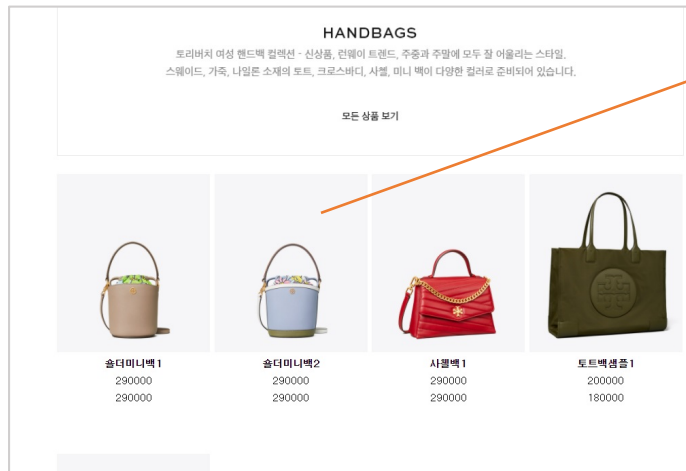 HANDBAGS
토리버치 여성 핸드백 컬렉션 - 신상품, 런웨이 트렌드, 주중과 주말에 모두 잘 어울리는 스타일.
스웨이드, 가죽, 나일론 소재의 토트, 크로스바디, 사첼, 미니 백이 다양한 컬러로 준비되어 있습니다.
모든 상품 보기
숄더미니백1 숄더미니백2 사첼백1 토트백샘플1
290000 290000 290000 200000
290000 290000 290000 180000